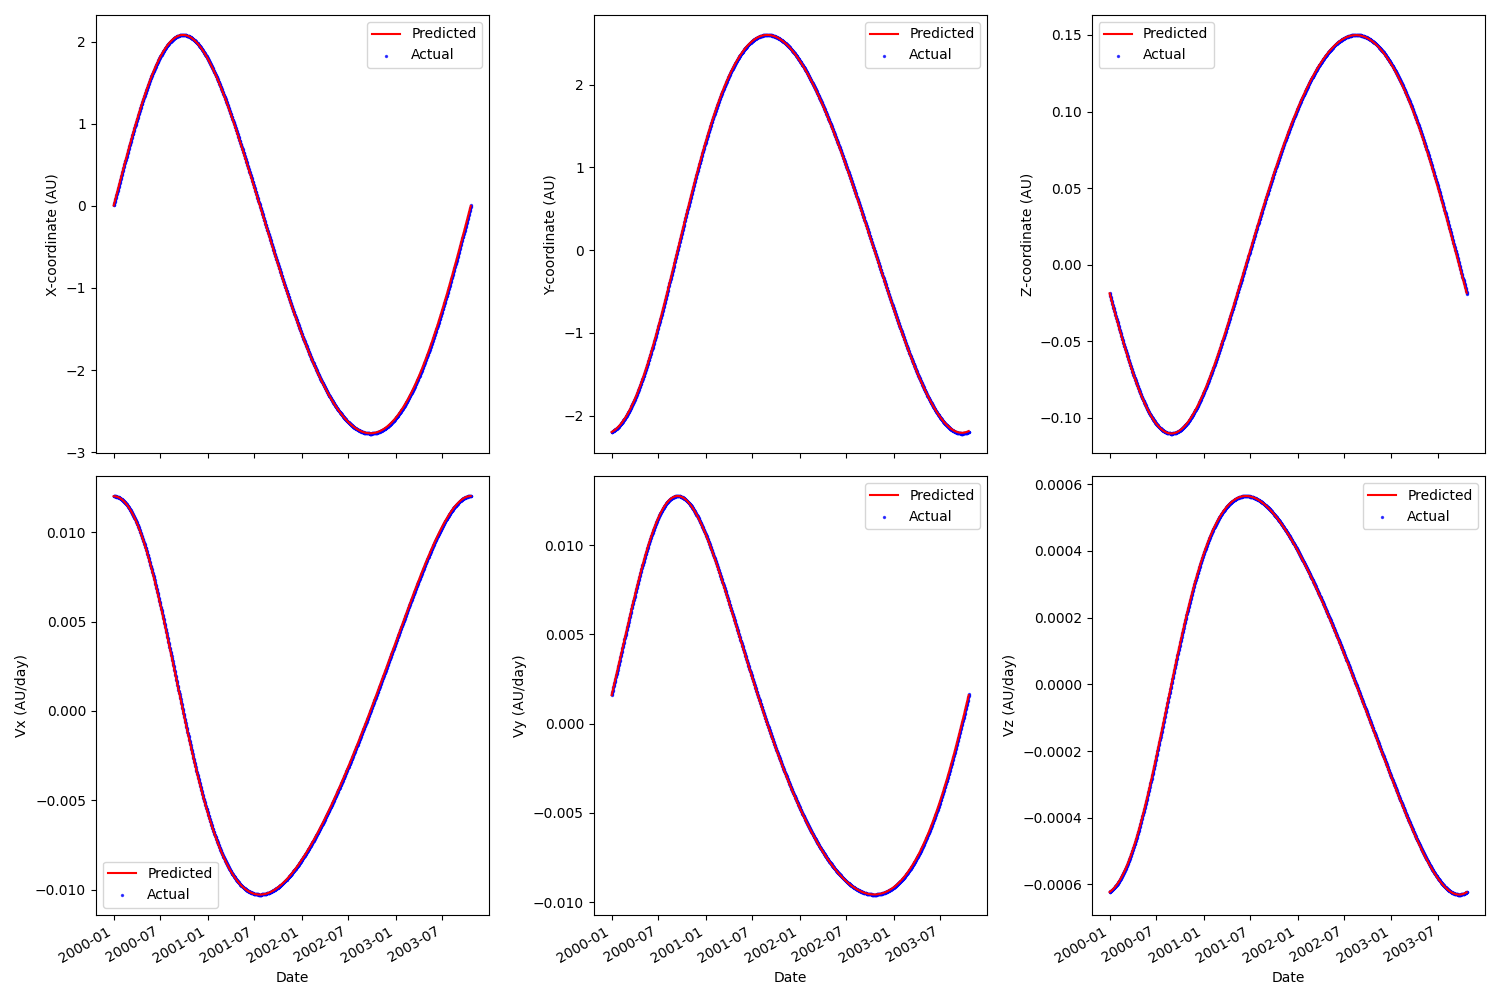 2
1
0
−1
−2
−3
X-coordinate (AU)
Predicted
Actual
2
1
0
−1
−2
Y-coordinate (AU)
Predicted
Actual
0.15
0.10
0.05
0.00
−0.05
−0.10
Z-coordinate (AU)
Predicted
Actual
0.010
0.005
0.000
−0.005
−0.010
Vx (AU/day)
Predicted
Actual
2000-01
2000-07
2001-01
2001-07
2002-01
2002-07
2003-01
2003-07
Date
0.010
0.005
0.000
−0.005
−0.010
Vy (AU/day)
Predicted
Actual
2000-01
2000-07
2001-01
2001-07
2002-01
2002-07
2003-01
2003-07
Date
0.0006
0.0004
0.0002
0.0000
−0.0002
−0.0004
−0.0006
Vz (AU/day)
Predicted
Actual
2000-01
2000-07
2001-01
2001-07
2002-01
2002-07
2003-01
2003-07
Date